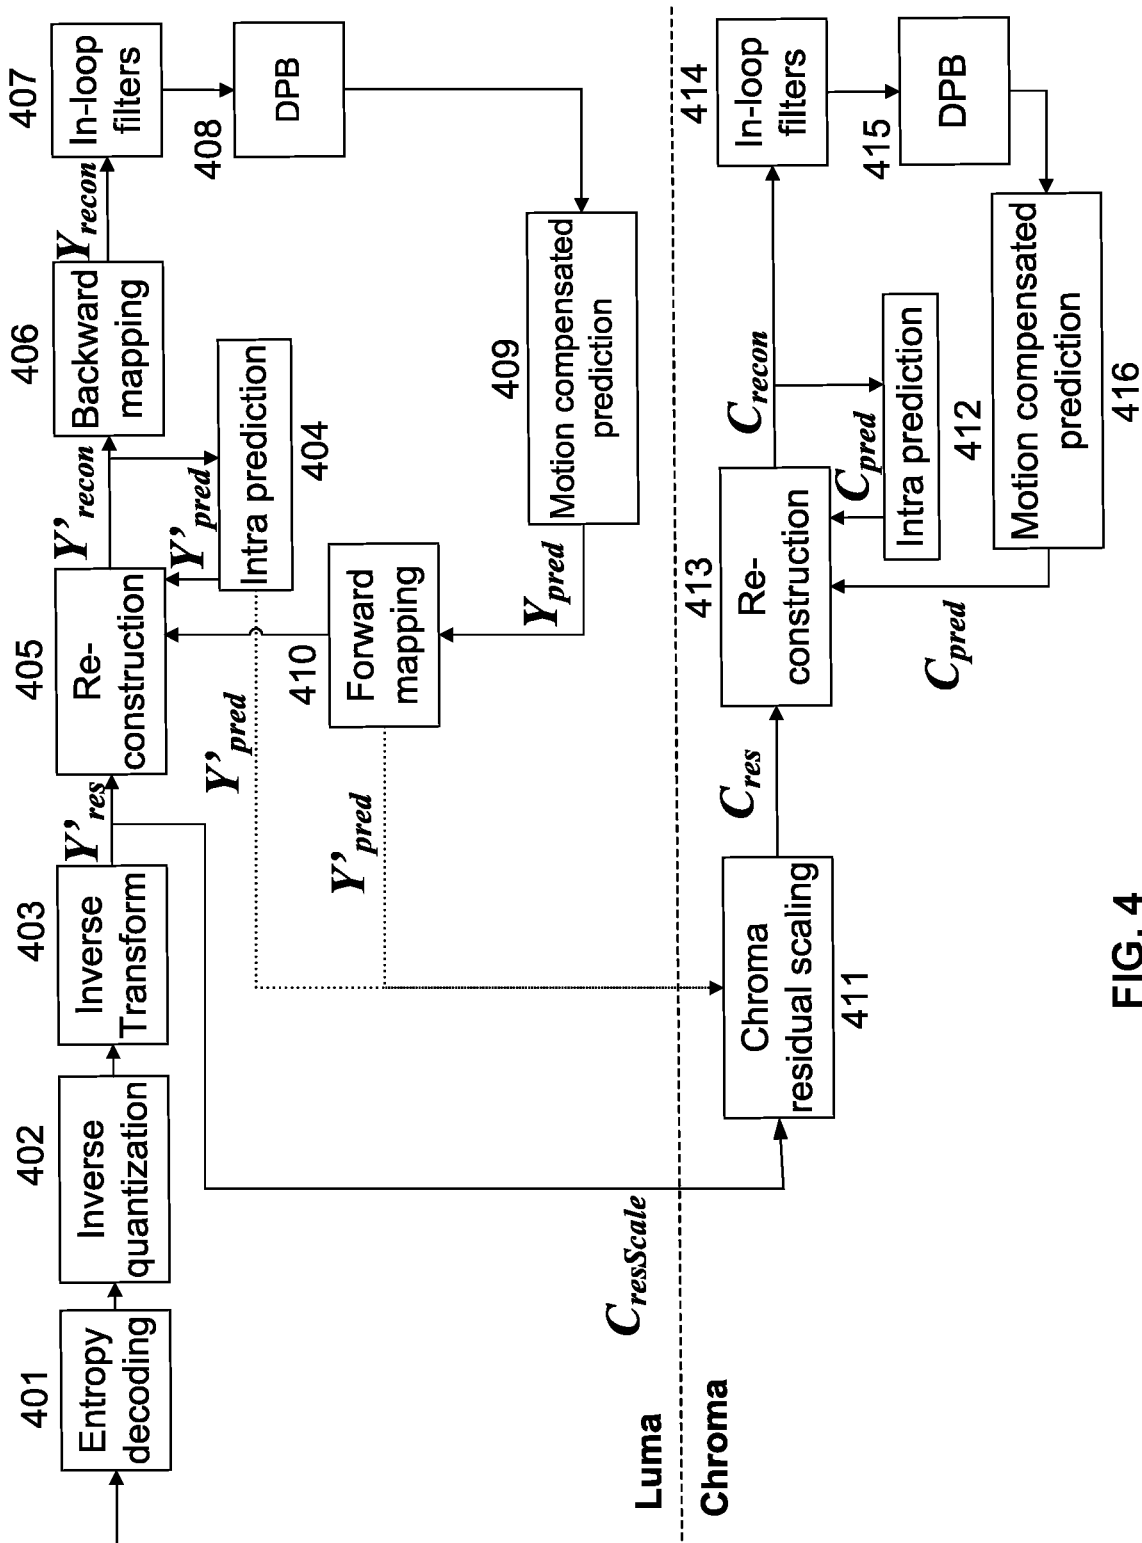 401
Entropy
decoding
402
Inverse
quantization
403
Inverse
Transform
Y'res
405
Re-
construction
Y'recon
406
Backward
mapping
Yrecon
407
In-loop
filters
408
DPB
Y'pred
Intra prediction
404
Y'pred
410
Forward
mapping
Y'pred
Ypred
409
Motion compensated
prediction
CresScale
Luma
Chroma
Chroma
residual scaling
411
Cres
413
Re-
construction
Crecon
414
In-loop
filters
415
DPB
Cpred
Intra prediction
412
Cpred
Motion compensated
prediction
416
FIG. 4